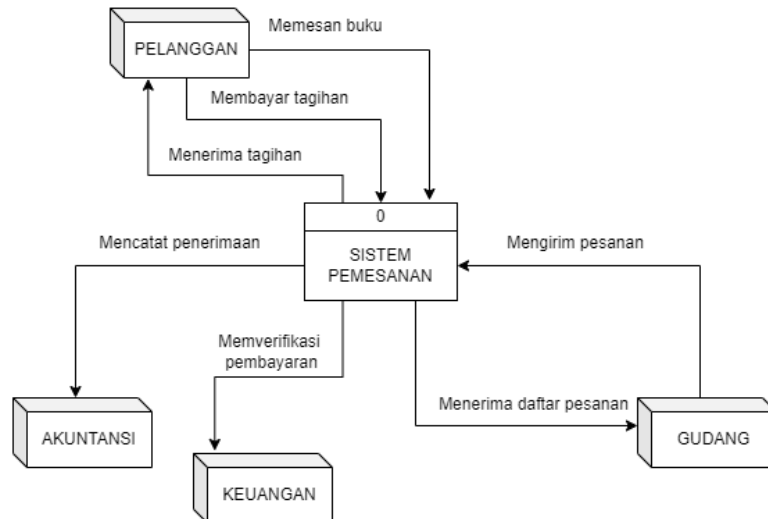 Memesan buku
PELANGGAN
Membayar tagihan
Menerima tagihan
0
Mencatat penerimaan
SISTEM
PEMESANAN
Mengirim pesanan
Memverifikasi
pembayaran
Menerima daftar pesanan
AKUNTANSI
GUDANG
KEUANGAN